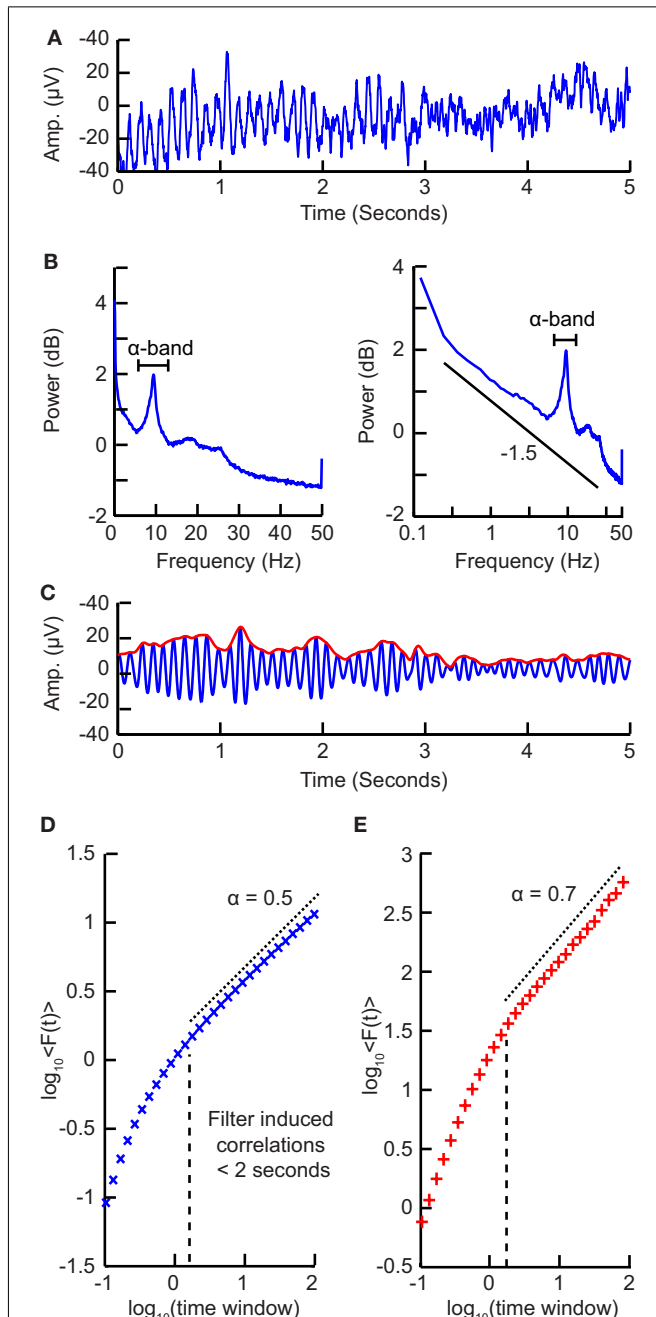 A
Amp. (µV)
-40
20
0
-20
-40
0 1 2 3 4 5
Time (Seconds)
B
Power (dB)
4
2
0
-2
α-band
0 10 20 30 40 50
Frequency (Hz)
Power (dB)
4
2
0
-2
α-band
-1.5
0.1 1 10 50
Frequency (Hz)
C
Amp. (µV)
-40
20
0
-20
-40
0 1 2 3 4 5
Time (Seconds)
D
log10<F(t)>
1.5
1
0.5
0
-0.5
-1
-1.5
α = 0.5
Filter induced
correlations
< 2 seconds
-1 0 1 2
log10(time window)
E
log10<F(t)>
3
2.5
2
1.5
1
0.5
0
-0.5
α = 0.7
-1 0 1 2
log10(time window)